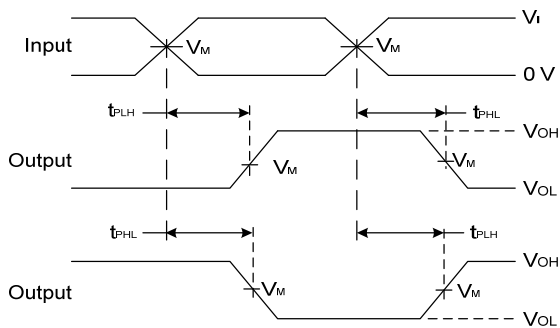 VI
Input
VM
VM
0 V
tPLH
tPHL
VOH
Output
VM
VM
VOL
tPHL
tPLH
VOH
Output
VM
VM
VOL